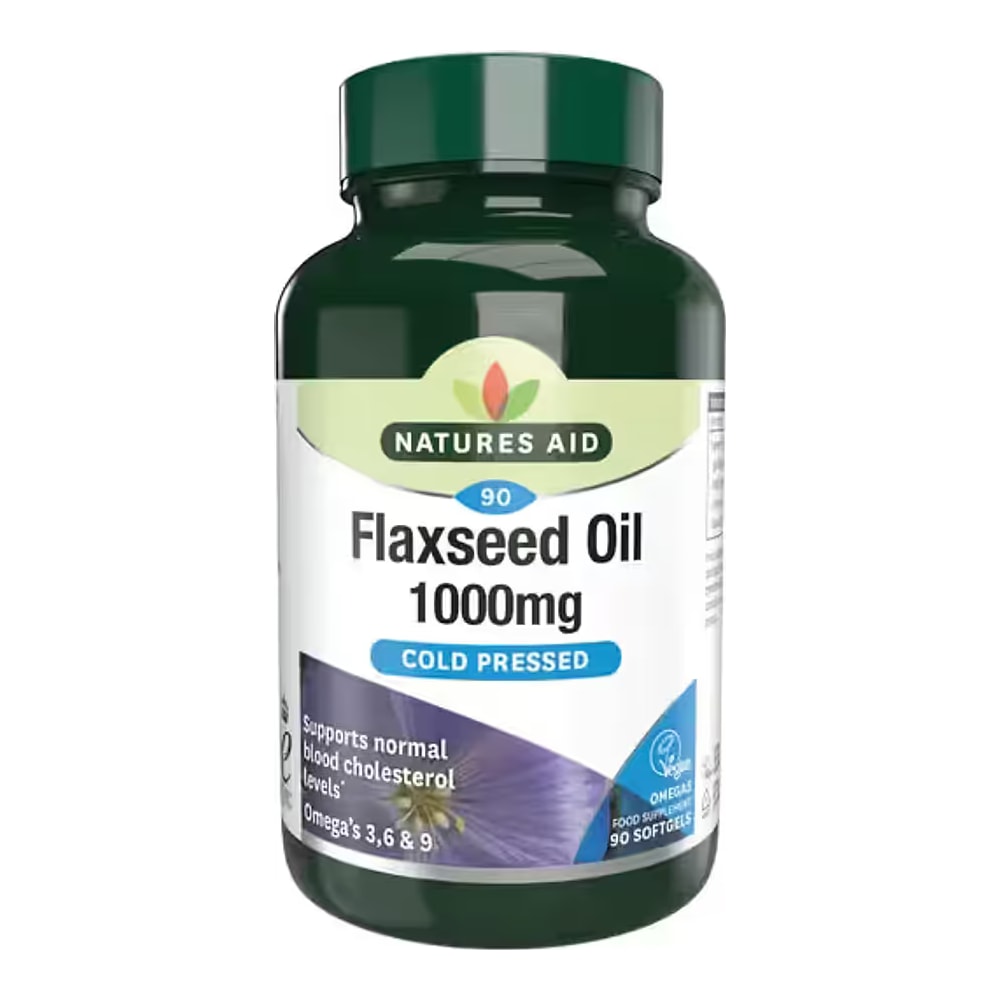 NATURES AID
90
Flaxseed Oil
1000mg
COLD PRESSED
Supports normal
blood cholesterol
levels*
Omega's 3,6 & 9
Vegan
OMEGAS
FOOD SUPPLEMENT
90 SOFTGELS